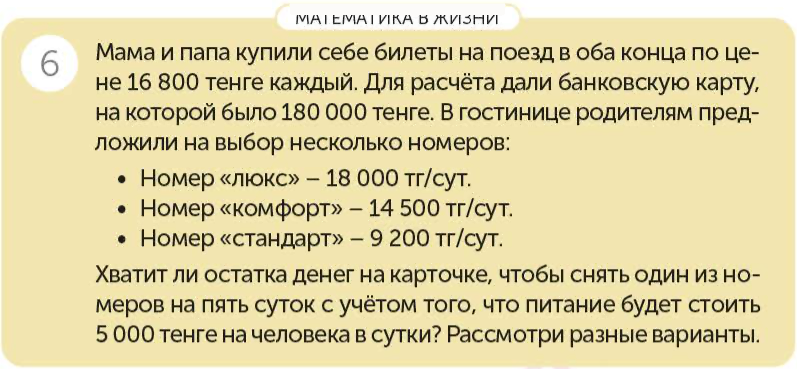 МАТЕМАТИКА В ЖИЗНИ
6
Мама и папа купили себе билеты на поезд в оба конца по це-
не 16 800 тенге каждый. Для расчёта дали банковскую карту,
на которой было 180 000 тенге. В гостинице родителям пред-
ложили на выбор несколько номеров:
• Номер «люкс» – 18 000 тг/сут.
• Номер «комфорт» – 14 500 тг/сут.
• Номер «стандарт» – 9 200 тг/сут.
Хватит ли остатка денег на карточке, чтобы снять один из но-
меров на пять суток с учётом того, что питание будет стоить
5 000 тенге на человека в сутки? Рассмотри разные варианты.